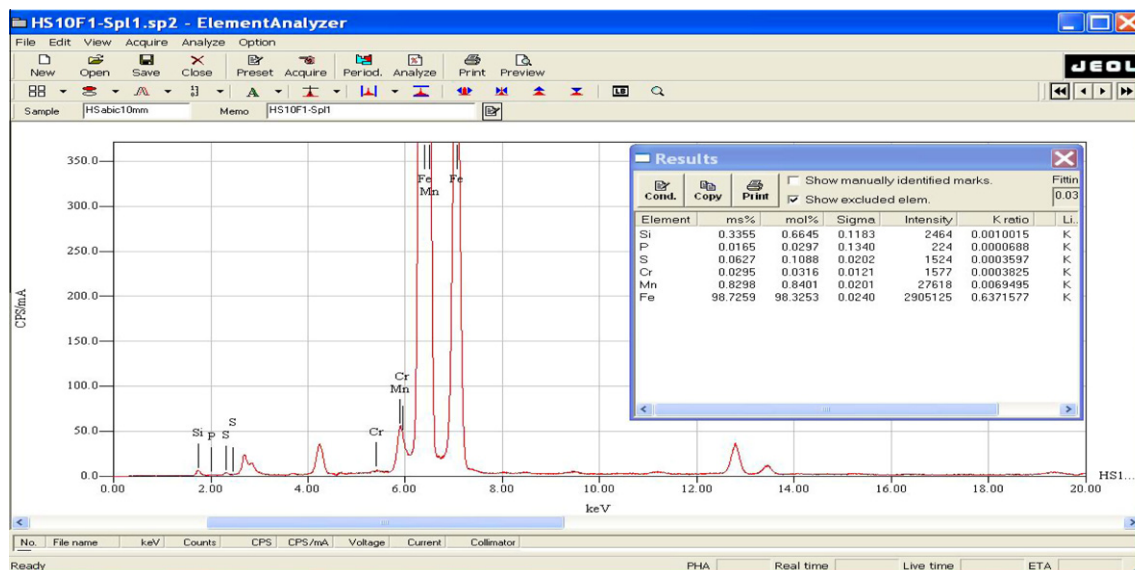 HS10F1-Spl1.sp2 - ElementAnalyzer
File Edit View Acquire Analyze Option
New Open Save Close Preset Acquire Period. Analyze Print Preview
JEOL
LB
Sample HSabic10mm Memo HS10F1-Spl1
CPS/mA
350.0
300.0
250.0
200.0
150.0
100.0
50.0
0.0
Fe Fe
Mn
Cr
Mn
Si P S S Cr
0.00 2.00 4.00 6.00 8.00 10.00 12.00 14.00 16.00 18.00 20.00 HS1...
keV
Results
Cond. Copy Print
Show manually identified marks.
Show excluded elem.
Fittin
0.03
Element ms% mol% Sigma Intensity K ratio Li..
Si 0.3355 0.6645 0.1183 2464 0.0010015 K
P 0.0165 0.0297 0.1340 224 0.0000688 K
S 0.0627 0.1088 0.0202 1524 0.0003597 K
Cr 0.0295 0.0316 0.0121 1577 0.0003825 K
Mn 0.8298 0.8401 0.0201 27618 0.0069495 K
Fe 98.7259 98.3253 0.0240 2905125 0.6371577 K
No. File name keV Counts CPS CPS/mA Voltage Current Collimator
Ready PHA Real time Live time ETA